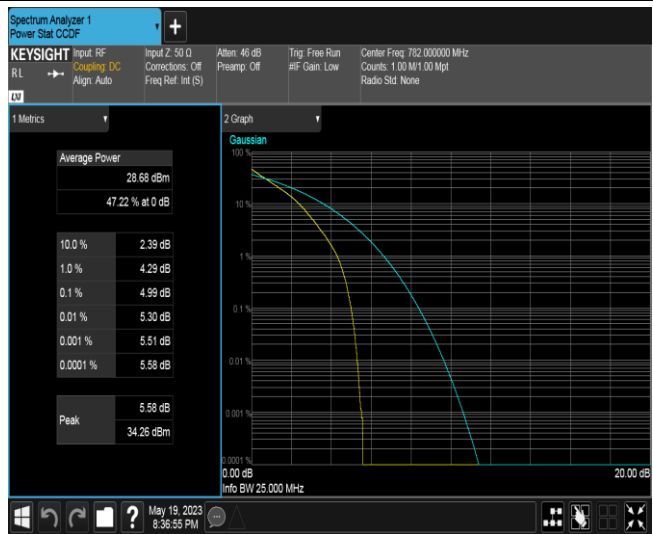 Spectrum Analyzer 1
Power Stat CCDF
+
KEYSIGHT
RL
Input: RF
Coupling: DC
Align: Auto
Input Z: 50 Ω
Corrections: Off
Freq Ref: Int (S)
Atten: 46 dB
Preamp: Off
Trig: Free Run
#IF Gain: Low
Center Freq: 782.000000 MHz
Counts: 1.00 M/1.00 Mpt
Radio Std: None
1 Metrics
Average Power
28.68 dBm
47.22 % at 0 dB
10.0 % 2.39 dB
1.0 % 4.29 dB
0.1 % 4.99 dB
0.01 % 5.30 dB
0.001 % 5.51 dB
0.0001 % 5.58 dB
Peak
5.58 dB
34.26 dBm
2 Graph
Gaussian
100 %
10 %
1 %
0.1 %
0.01 %
0.001 %
0.0001 %
0.00 dB
20.00 dB
Info BW 25.000 MHz
?
May 19, 2023
8:36:55 PM